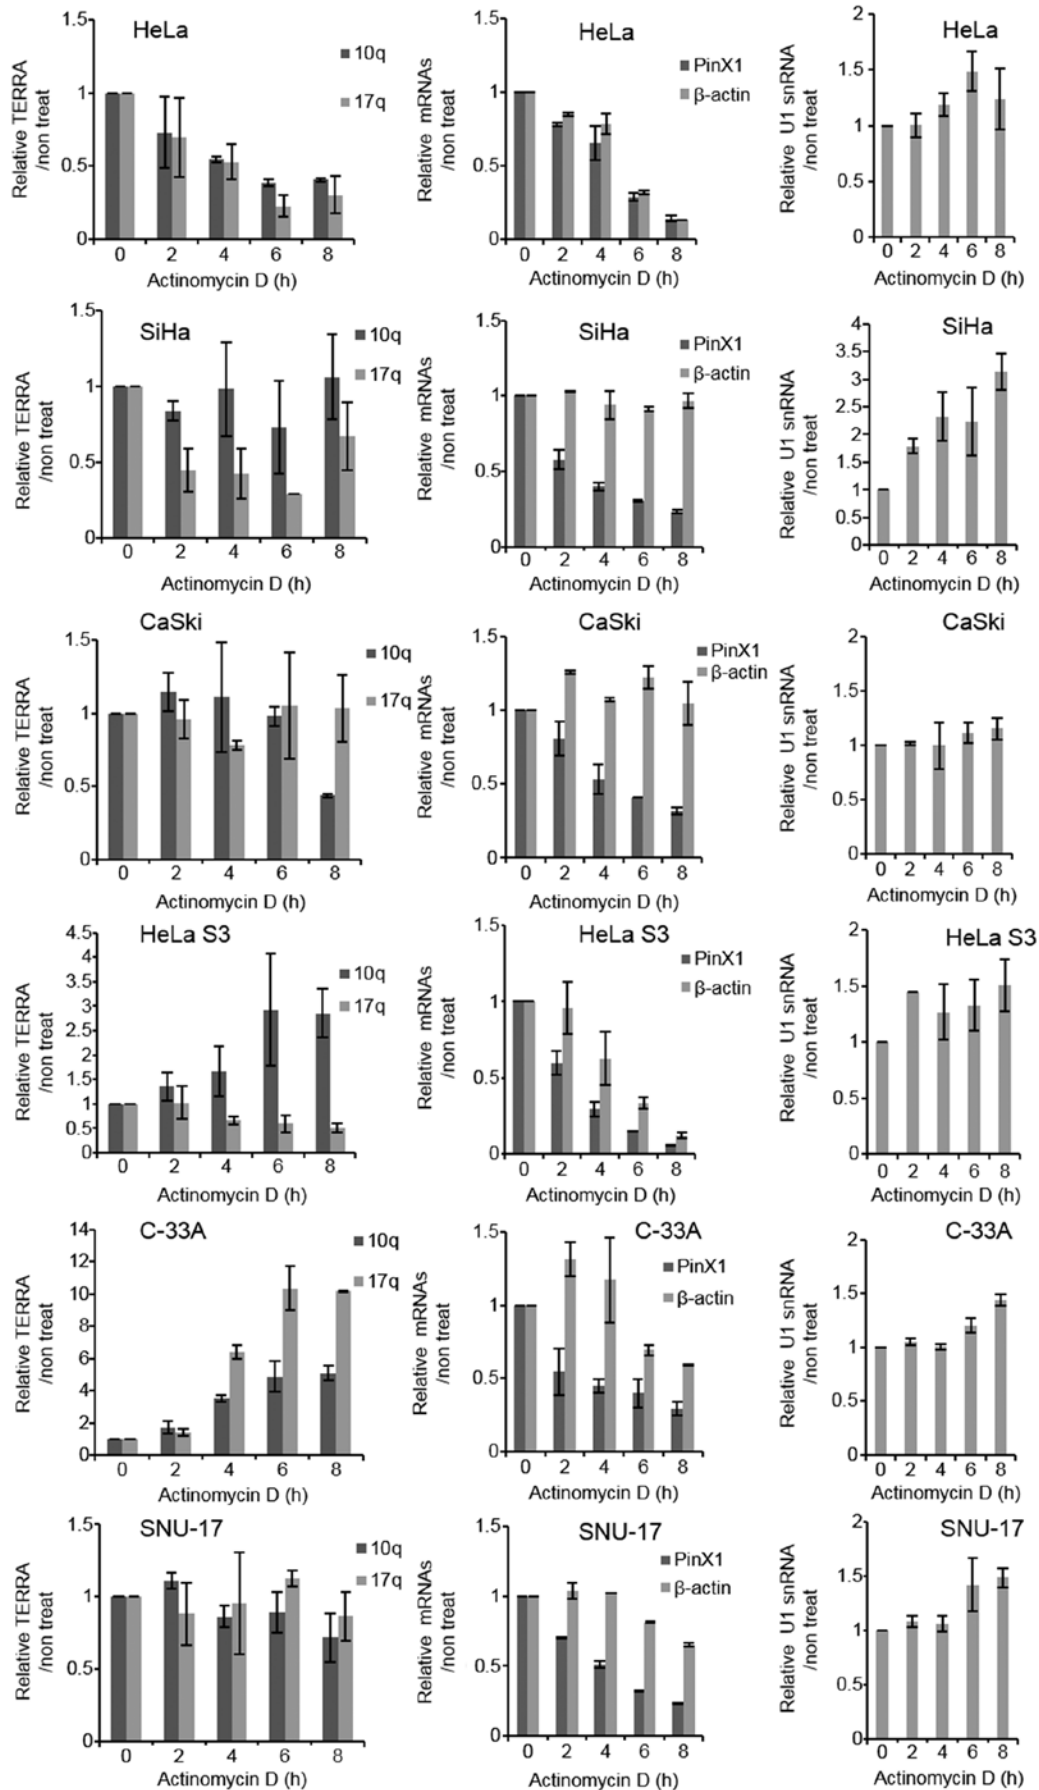 HeLa
Relative TERRA
/non treat
1.5
1
0.5
0
10q
17q
0 2 4 6 8
Actinomycin D (h)
HeLa
Relative mRNAs
/non treat
1.5
1
0.5
0
PinX1
β-actin
0 2 4 6 8
Actinomycin D (h)
HeLa
Relative U1 snRNA
/non treat
2
1.5
1
0.5
0
0 2 4 6 8
Actinomycin D (h)
SiHa
Relative TERRA
/non treat
1.5
1
0.5
0
10q
17q
0 2 4 6 8
Actinomycin D (h)
SiHa
Relative mRNAs
/non treat
1.5
1
0.5
0
PinX1
β-actin
0 2 4 6 8
Actinomycin D (h)
SiHa
Relative U1 snRNA
/non treat
4
3.5
3
2.5
2
1.5
1
0.5
0
0 2 4 6 8
Actinomycin D (h)
CaSki
Relative TERRA
/non treat
1.5
1
0.5
0
10q
17q
0 2 4 6 8
Actinomycin D (h)
CaSki
Relative mRNAs
/non treat
1.5
1
0.5
0
PinX1
β-actin
0 2 4 6 8
Actinomycin D (h)
CaSki
Relative U1 snRNA
/non treat
2
1.5
1
0.5
0
0 2 4 6 8
Actinomycin D (h)
HeLa S3
Relative TERRA
/non treat
4.5
4
3.5
3
2.5
2
1.5
1
0.5
0
10q
17q
0 2 4 6 8
Actinomycin D (h)
HeLa S3
Relative mRNAs
/non treat
1.5
1
0.5
0
PinX1
β-actin
0 2 4 6 8
Actinomycin D (h)
HeLa S3
Relative U1 snRNA
/non treat
2
1.5
1
0.5
0
0 2 4 6 8
Actinomycin D (h)
C-33A
Relative TERRA
/non treat
14
12
10
8
6
4
2
0
10q
17q
0 2 4 6 8
Actinomycin D (h)
C-33A
Relative mRNAs
/non treat
1.5
1
0.5
0
PinX1
β-actin
0 2 4 6 8
Actinomycin D (h)
C-33A
Relative U1 snRNA
/non treat
2
1.5
1
0.5
0
0 2 4 6 8
Actinomycin D (h)
SNU-17
Relative TERRA
/non treat
1.5
1
0.5
0
10q
17q
0 2 4 6 8
Actinomycin D (h)
SNU-17
Relative mRNAs
/non treat
1.5
1
0.5
0
PinX1
β-actin
0 2 4 6 8
Actinomycin D (h)
SNU-17
Relative U1 snRNA
/non treat
2
1.5
1
0.5
0
0 2 4 6 8
Actinomycin D (h)